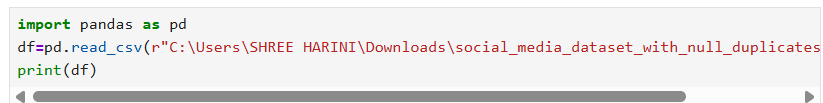 import pandas as pd
df=pd.read_csv(r"C:\Users\SHREE HARINI\Downloads\social_media_dataset_with_null_duplicates
print(df)